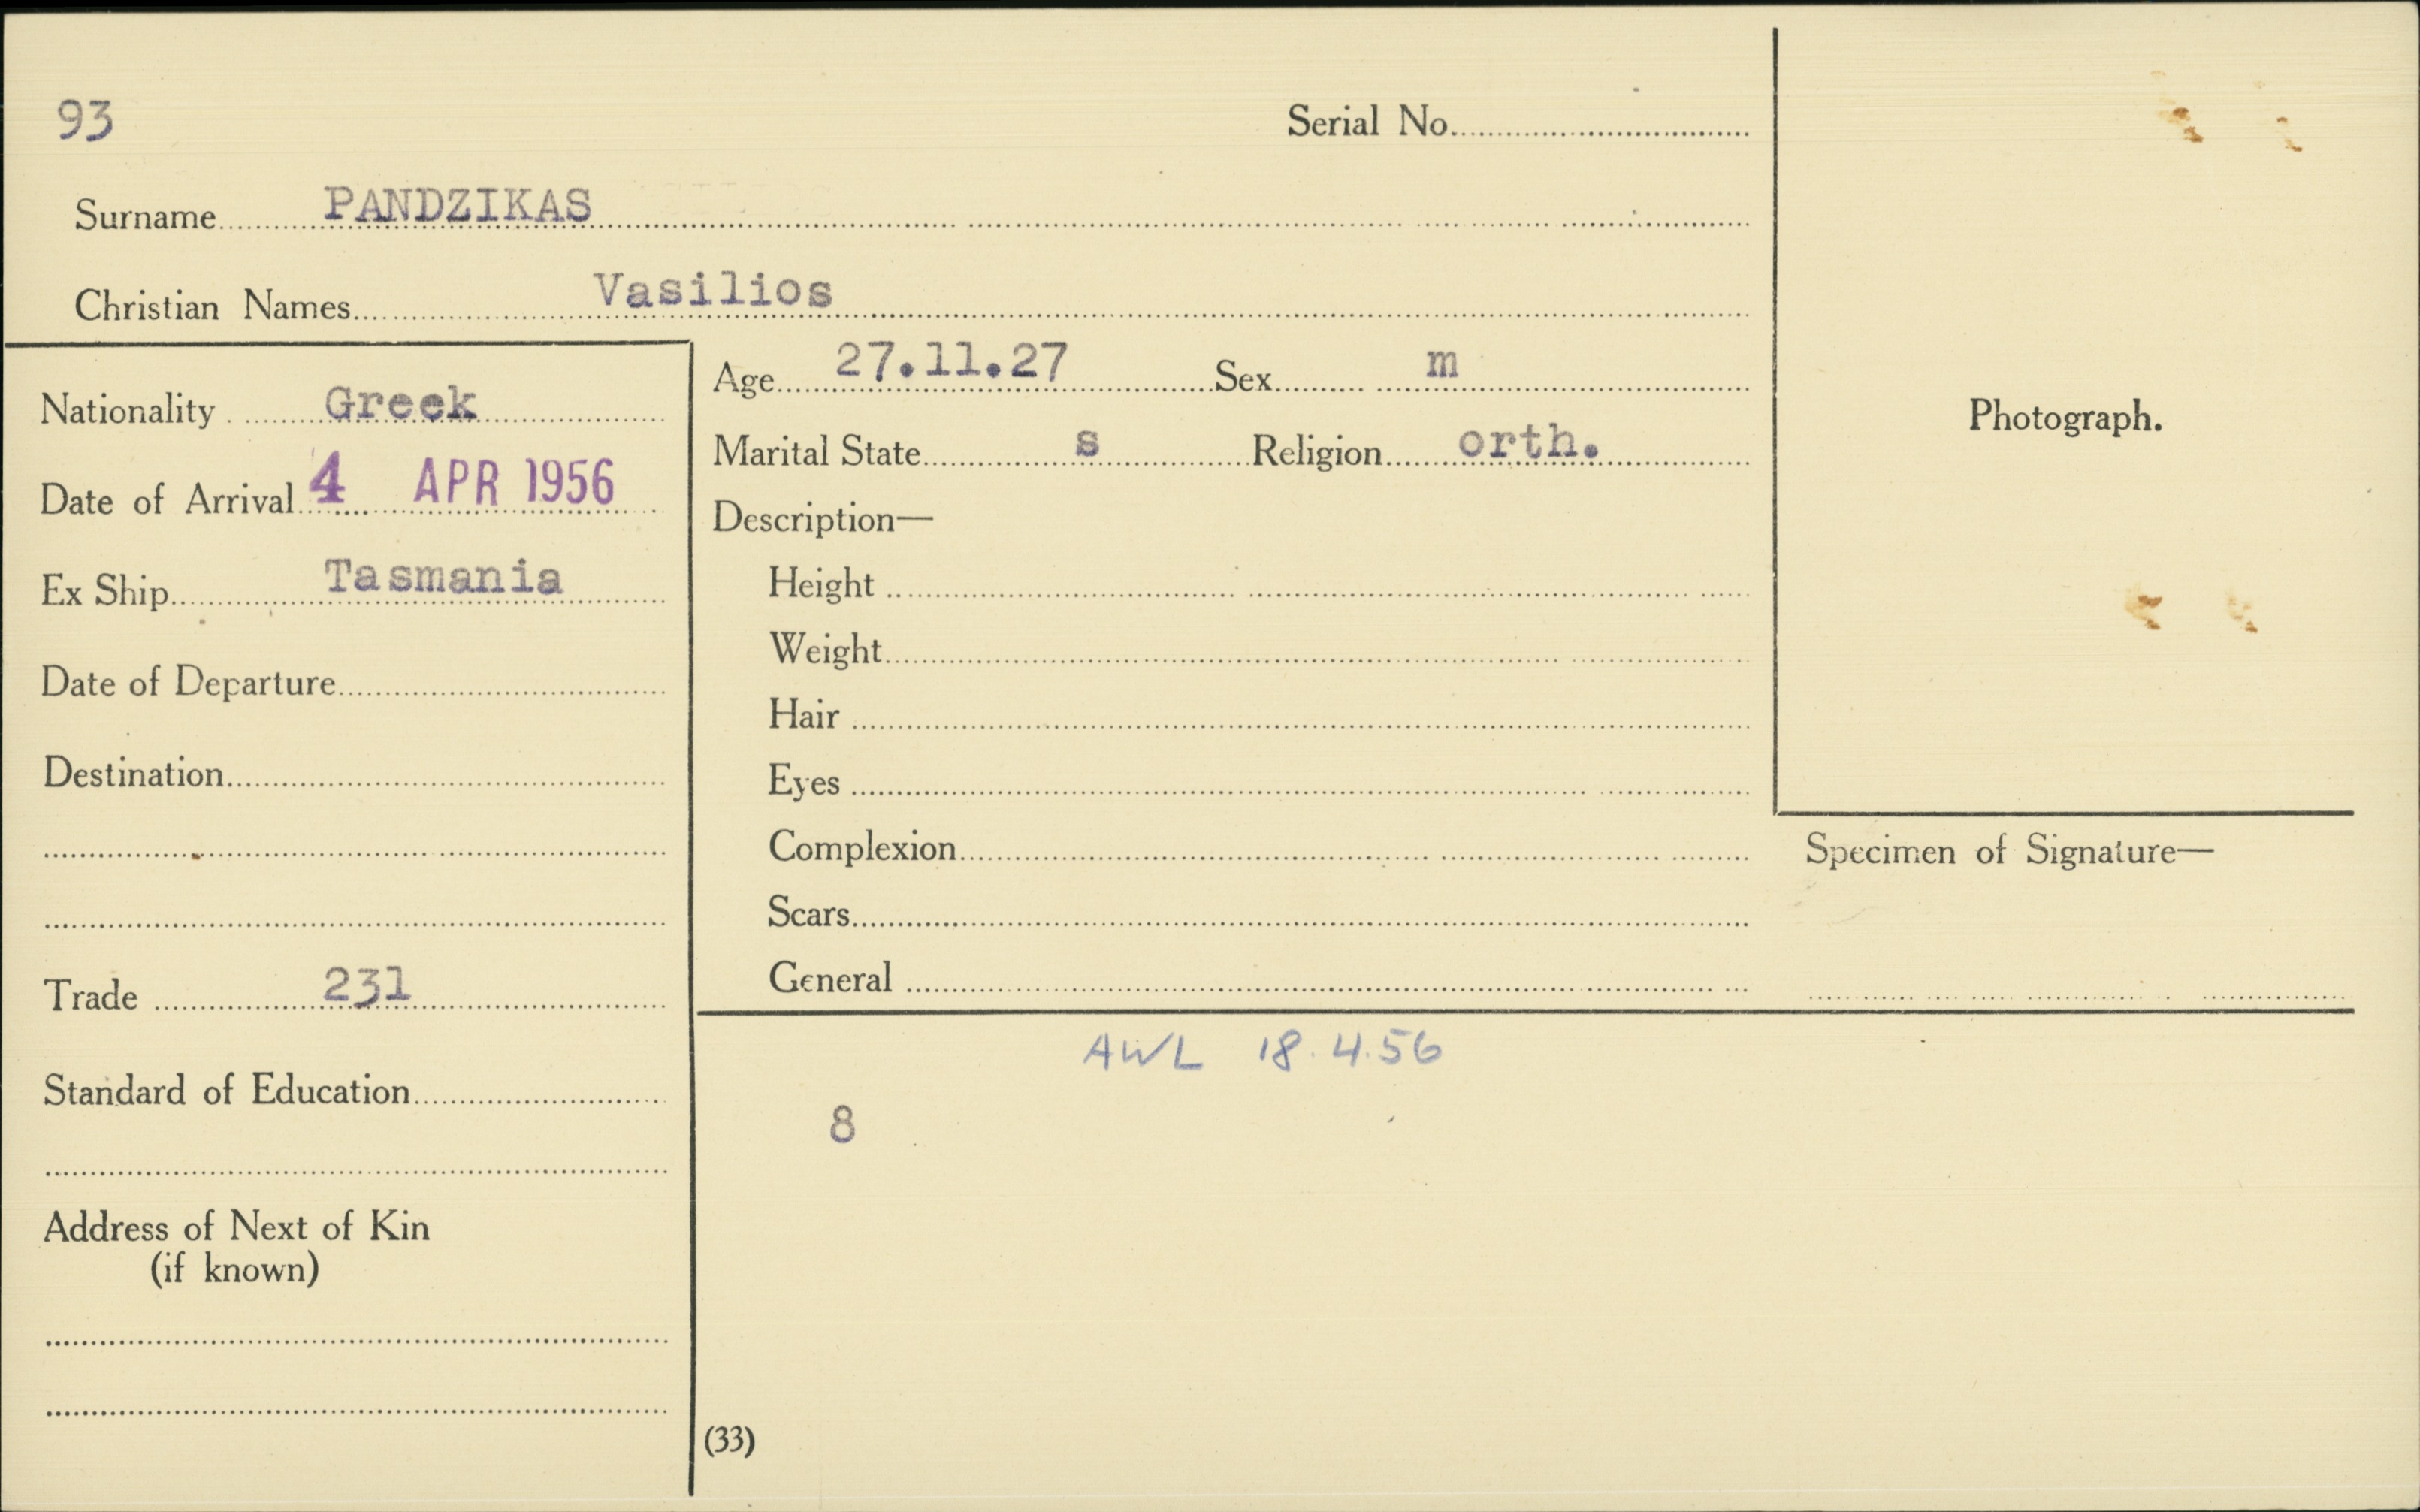 93
Serial No.
Surname PANDZIKAS
Christian Names Vasilios
Nationality Greek
Date of Arrival 4 APR 1956
Ex Ship Tasmania
Date of Departure
Destination
Trade 231
Standard of Education
Address of Next of Kin
(if known)
Age 27.11.27 Sex m
Marital State s Religion orth.
Description—
Height
Weight
Hair
Eyes
Complexion
Scars
General
Photograph.
Specimen of Signature—
AWL 18.4.56
8
(33)